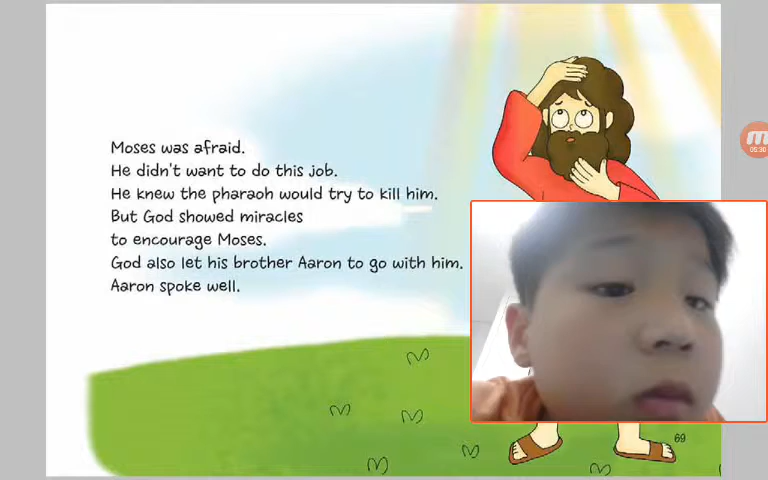 Moses was afraid.
He didn't want to do this job.
He knew the pharaoh would try to kill him.
But God showed miracles
to encourage Moses.
God also let his brother Aaron to go with him.
Aaron spoke well.
69
M
05:30